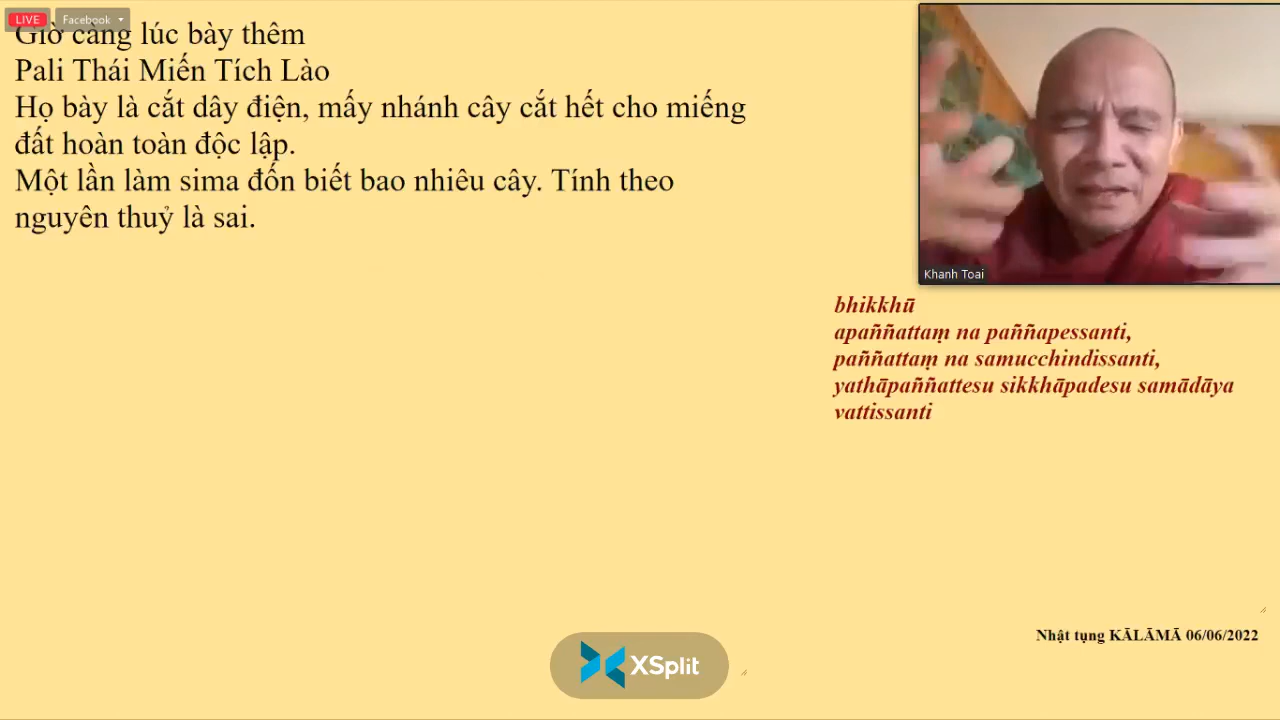 LIVE
Facebook
Giờ càng lúc bày thêm
Pali Thái Miến Tích Lào
Họ bày là cắt dây điện, mấy nhánh cây cắt hết cho miếng
đất hoàn toàn độc lập.
Một lần làm sima đốn biết bao nhiêu cây. Tính theo
nguyên thuỷ là sai.
Khanh Toai
bhikkhū
apaññattaṃ na paññapessanti,
paññattaṃ na samucchindissanti,
yathāpaññattesu sikkhāpadesu samādāya
vattissanti
Nhật tụng KĀLĀMĀ 06/06/2022
XSplit